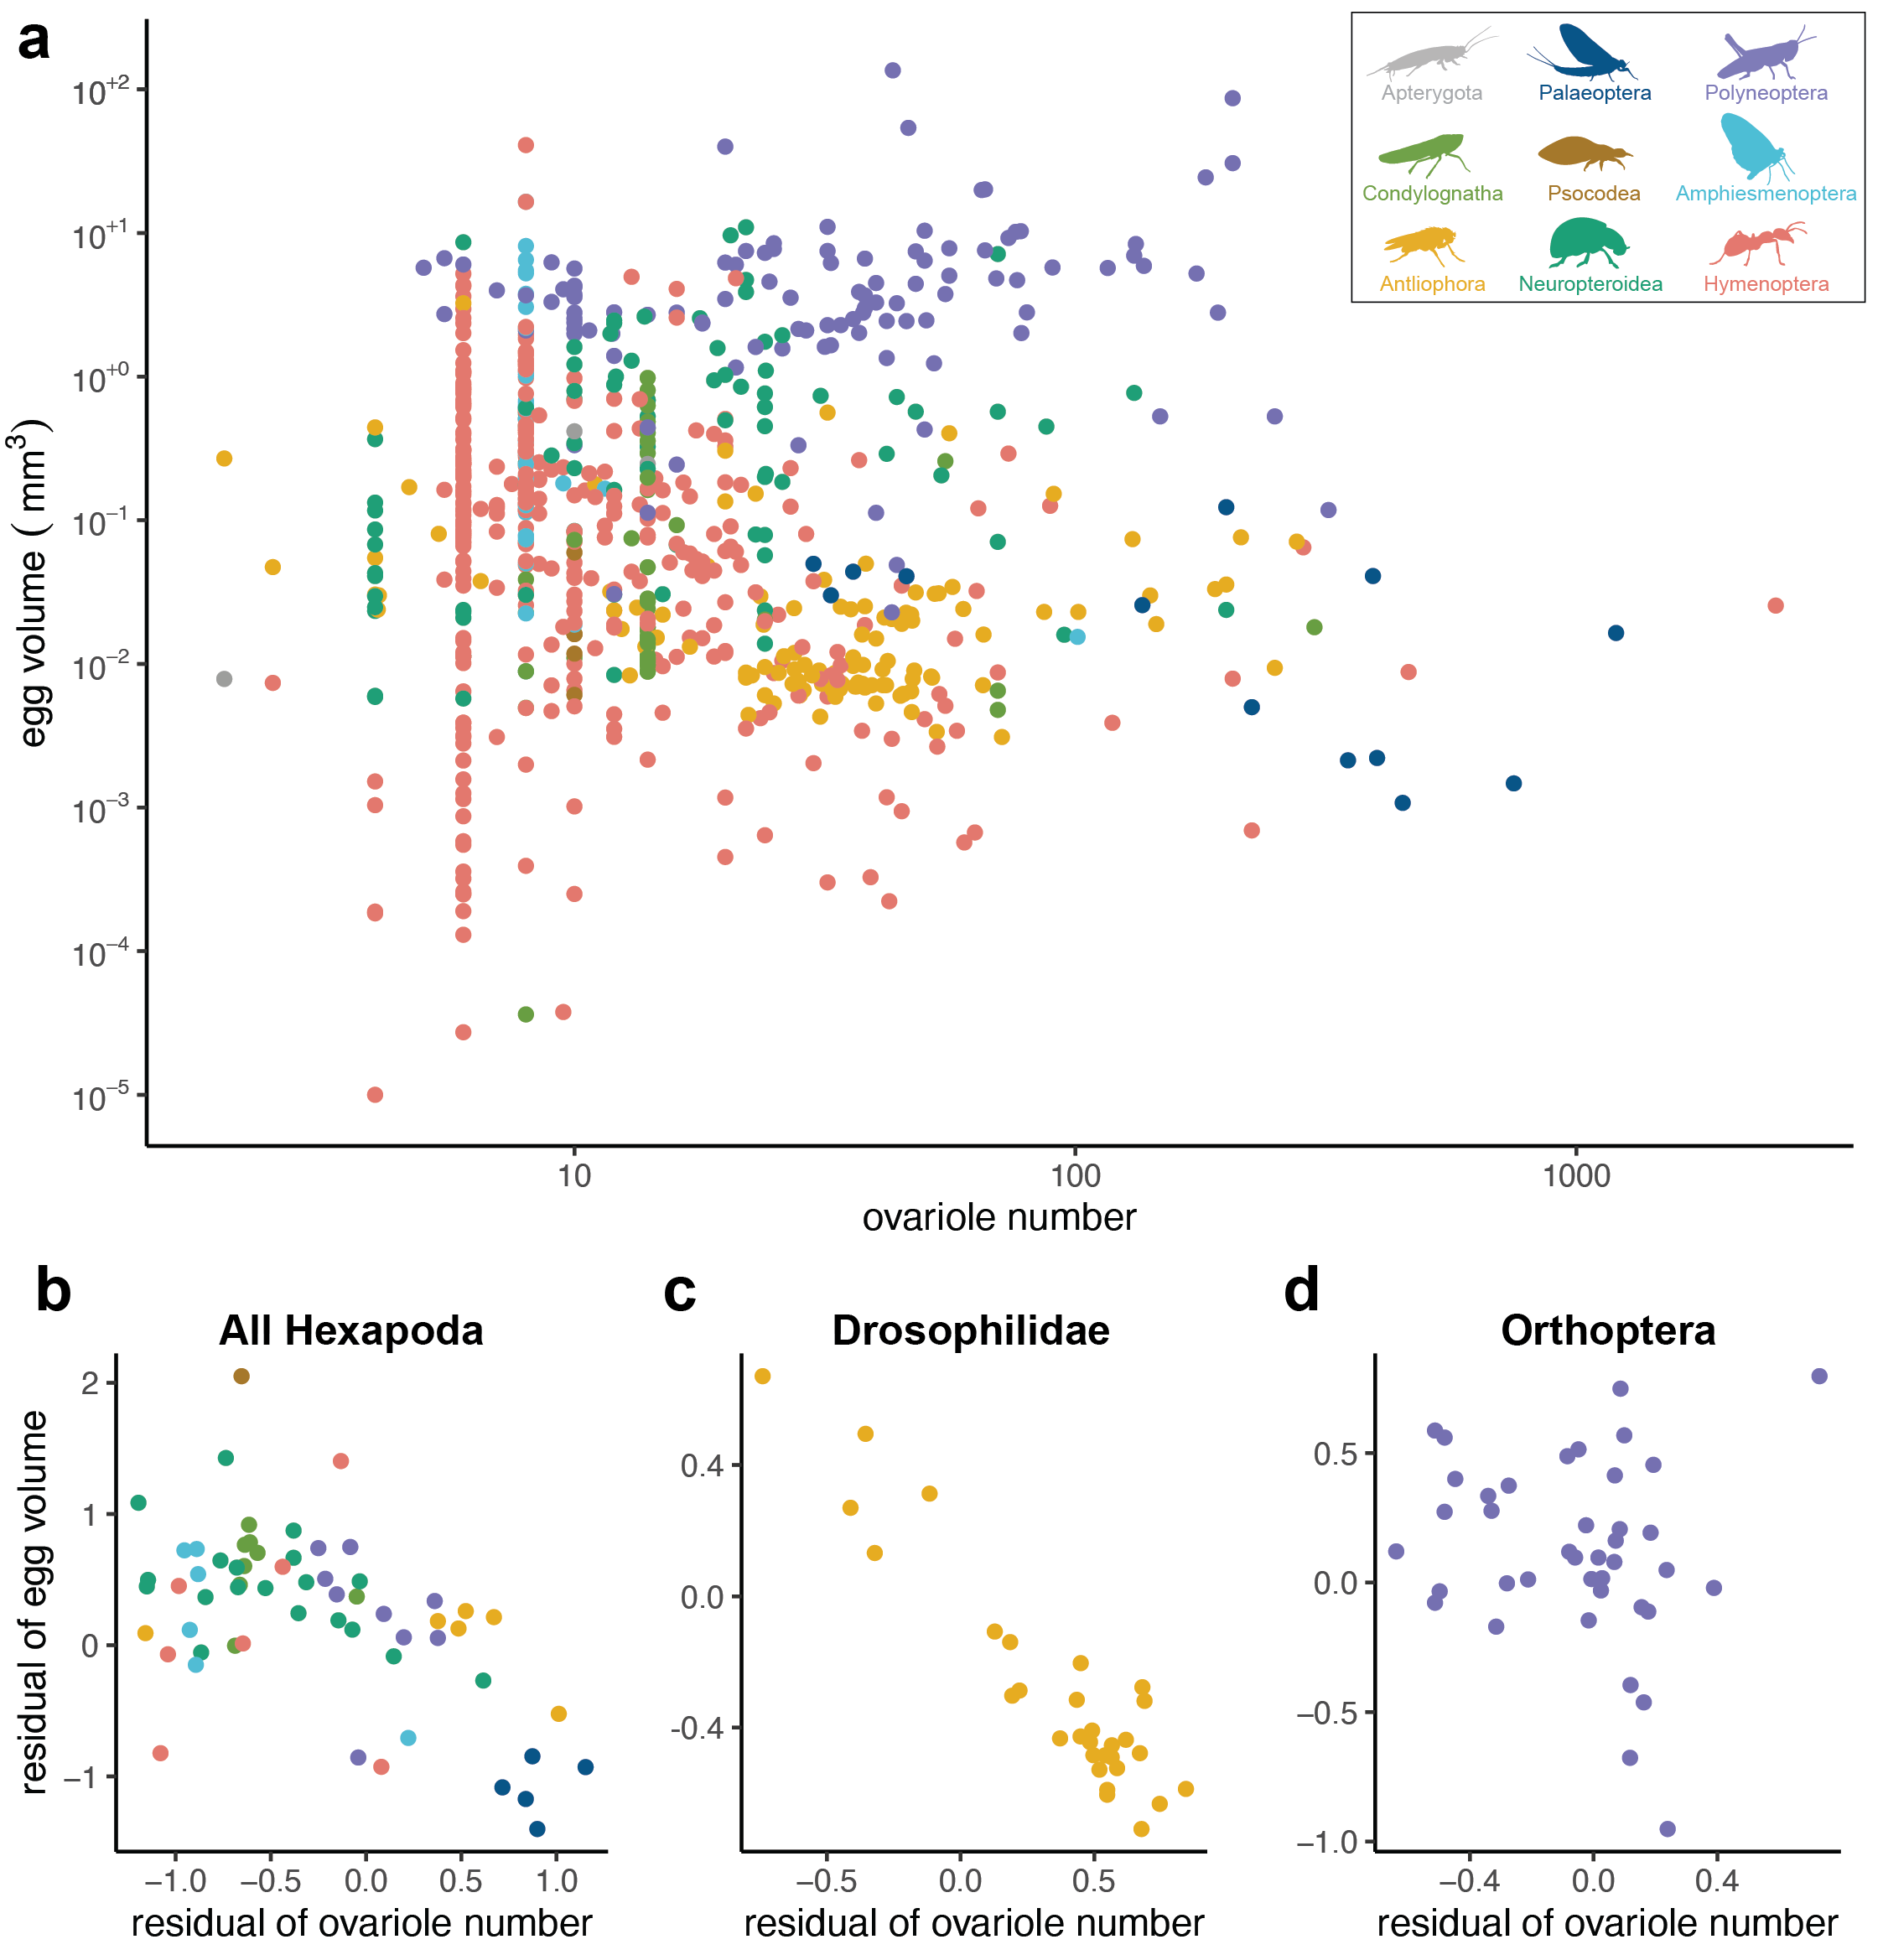 a
10+2
10+1
10+0
10−1
10−2
10−3
10−4
10−5
egg volume ( mm3)
10 100 1000
ovariole number
Apterygota Palaeoptera Polyneoptera
Condylognatha Psocodea Amphiesmenoptera
Antliophora Neuropteroidea Hymenoptera
b
All Hexapoda
2
1
0
−1
residual of egg volume
−1.0 −0.5 0.0 0.5 1.0
residual of ovariole number
c
Drosophilidae
0.4
0.0
-0.4
−0.5 0.0 0.5
residual of ovariole number
d
Orthoptera
0.5
0.0
−0.5
−1.0
−0.4 0.0 0.4
residual of ovariole number